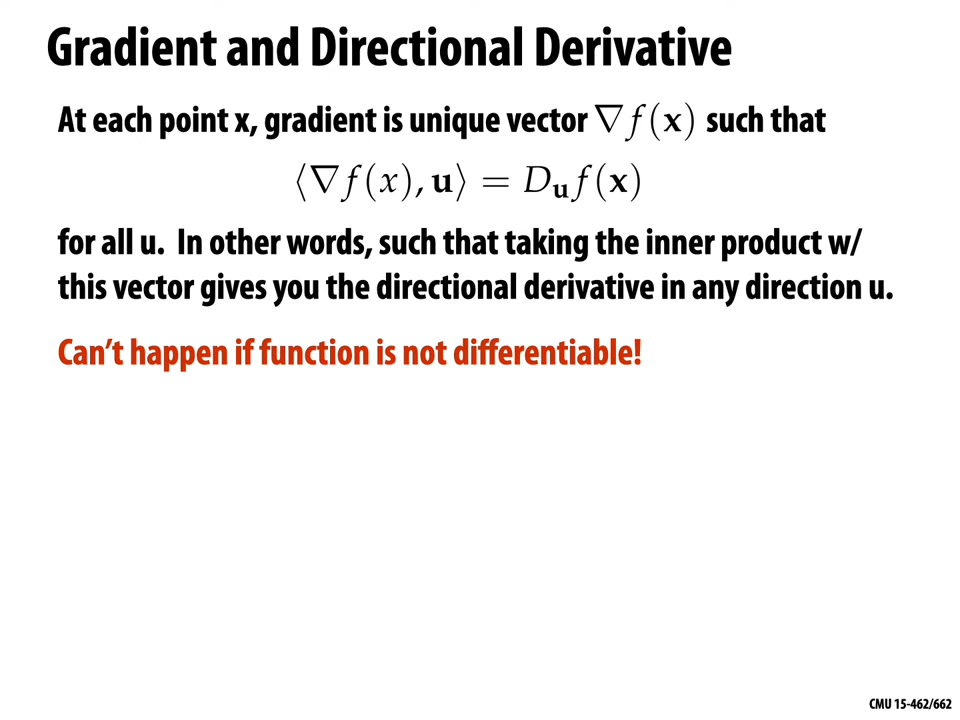 Gradient and Directional Derivative
At each point x, gradient is unique vector ∇f(𝐱) such that
⟨∇f(x), 𝐮⟩ = D𝐮f(𝐱)
for all u. In other words, such that taking the inner product w/
this vector gives you the directional derivative in any direction u.
Can’t happen if function is not differentiable!
CMU 15-462/662